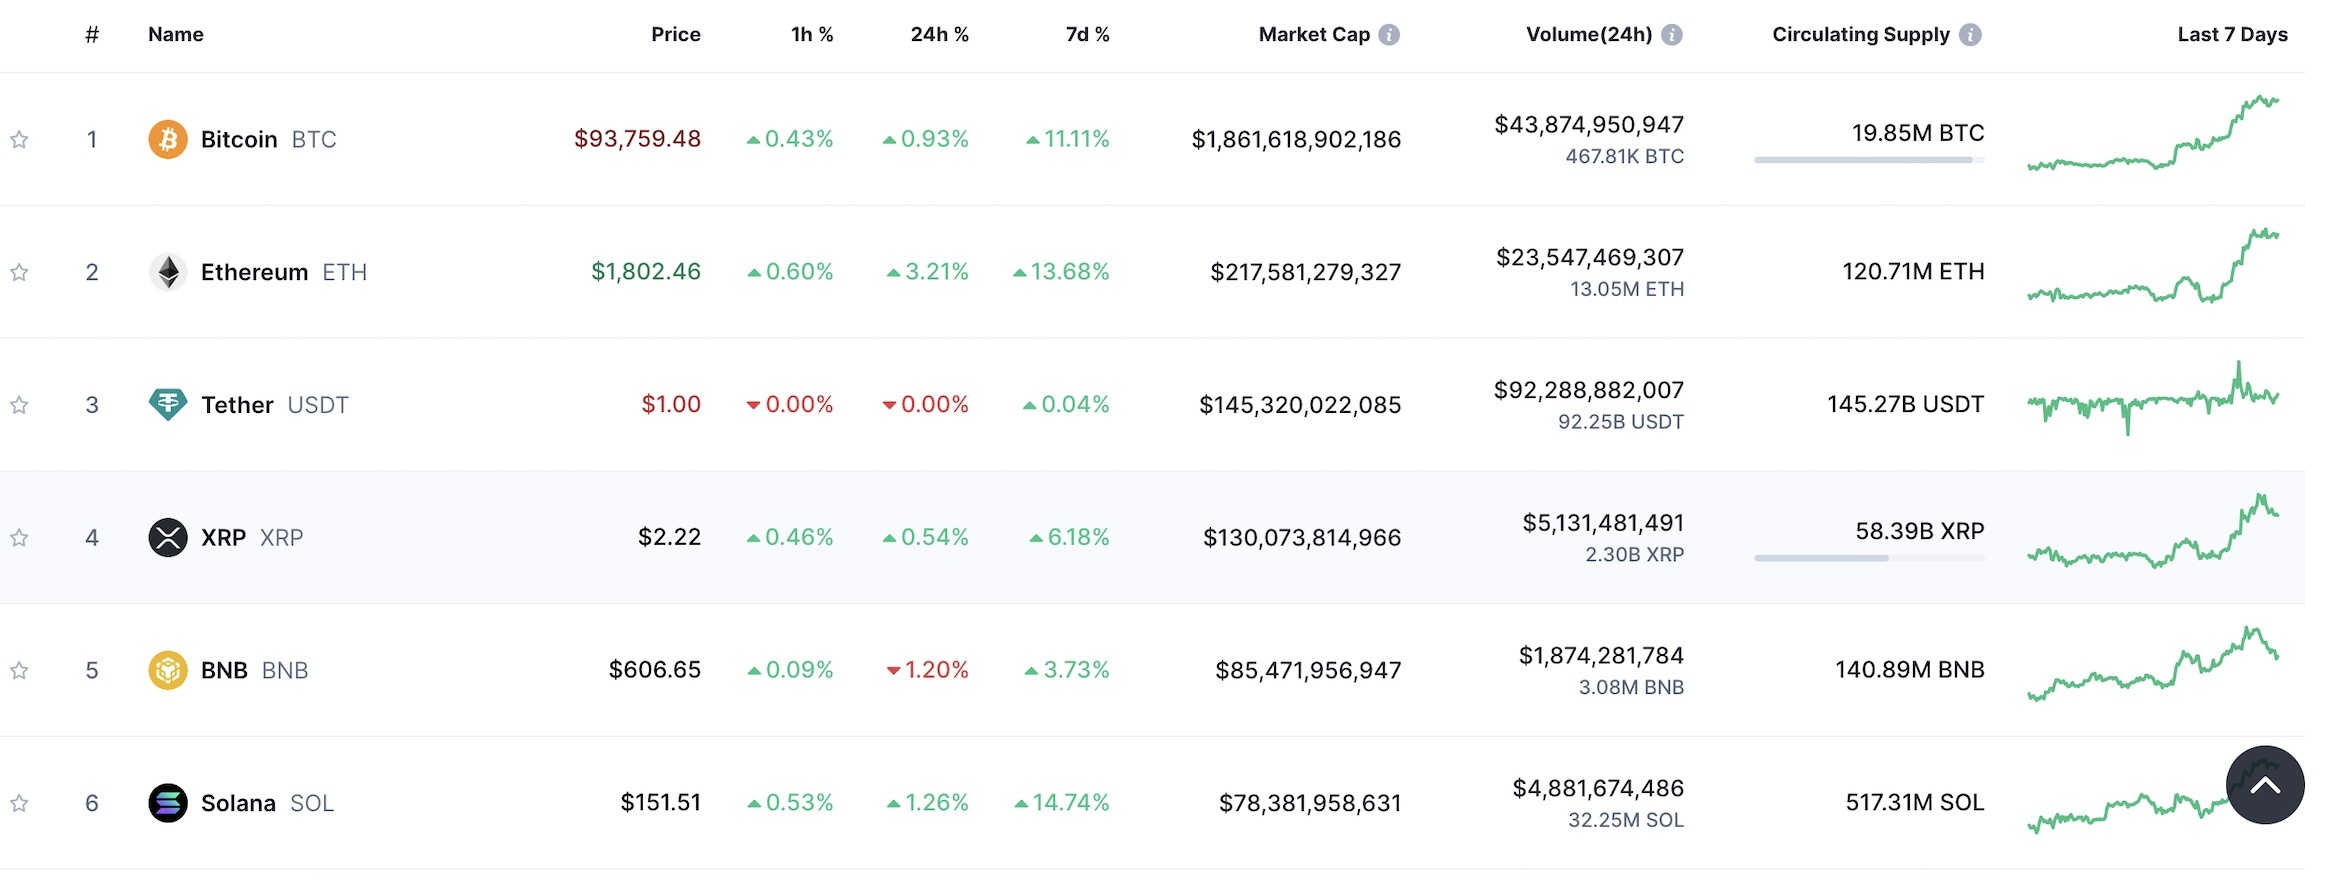 # Name Price 1h % 24h % 7d % Market Cap Volume(24h) Circulating Supply Last 7 Days
1 Bitcoin BTC $93,759.48 0.43% 0.93% 11.11% $1,861,618,902,186 $43,874,950,947 19.85M BTC
467.81K BTC
2 Ethereum ETH $1,802.46 0.60% 3.21% 13.68% $217,581,279,327 $23,547,469,307 120.71M ETH
13.05M ETH
3 Tether USDT $1.00 0.00% 0.00% 0.04% $145,320,022,085 $92,288,882,007 145.27B USDT
92.25B USDT
4 XRP XRP $2.22 0.46% 0.54% 6.18% $130,073,814,966 $5,131,481,491 58.39B XRP
2.30B XRP
5 BNB BNB $606.65 0.09% 1.20% 3.73% $85,471,956,947 $1,874,281,784 140.89M BNB
3.08M BNB
6 Solana SOL $151.51 0.53% 1.26% 14.74% $78,381,958,631 $4,881,674,486 517.31M SOL
32.25M SOL